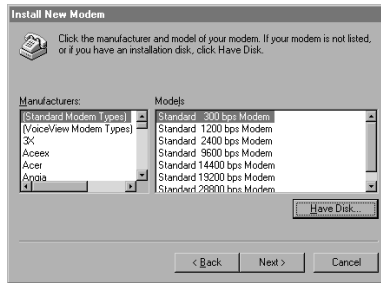 Install New Modem
Click the manufacturer and model of your modem. If your modem is not listed,
or if you have an installation disk, click Have Disk.
Manufacturers:
(Standard Modem Types)
(VoiceView Modem Types)
3X
Aceex
Acer
Angia
Models
Standard 300 bps Modem
Standard 1200 bps Modem
Standard 2400 bps Modem
Standard 9600 bps Modem
Standard 14400 bps Modem
Standard 19200 bps Modem
Standard 28800 bps Modem
Have Disk...
< Back
Next >
Cancel